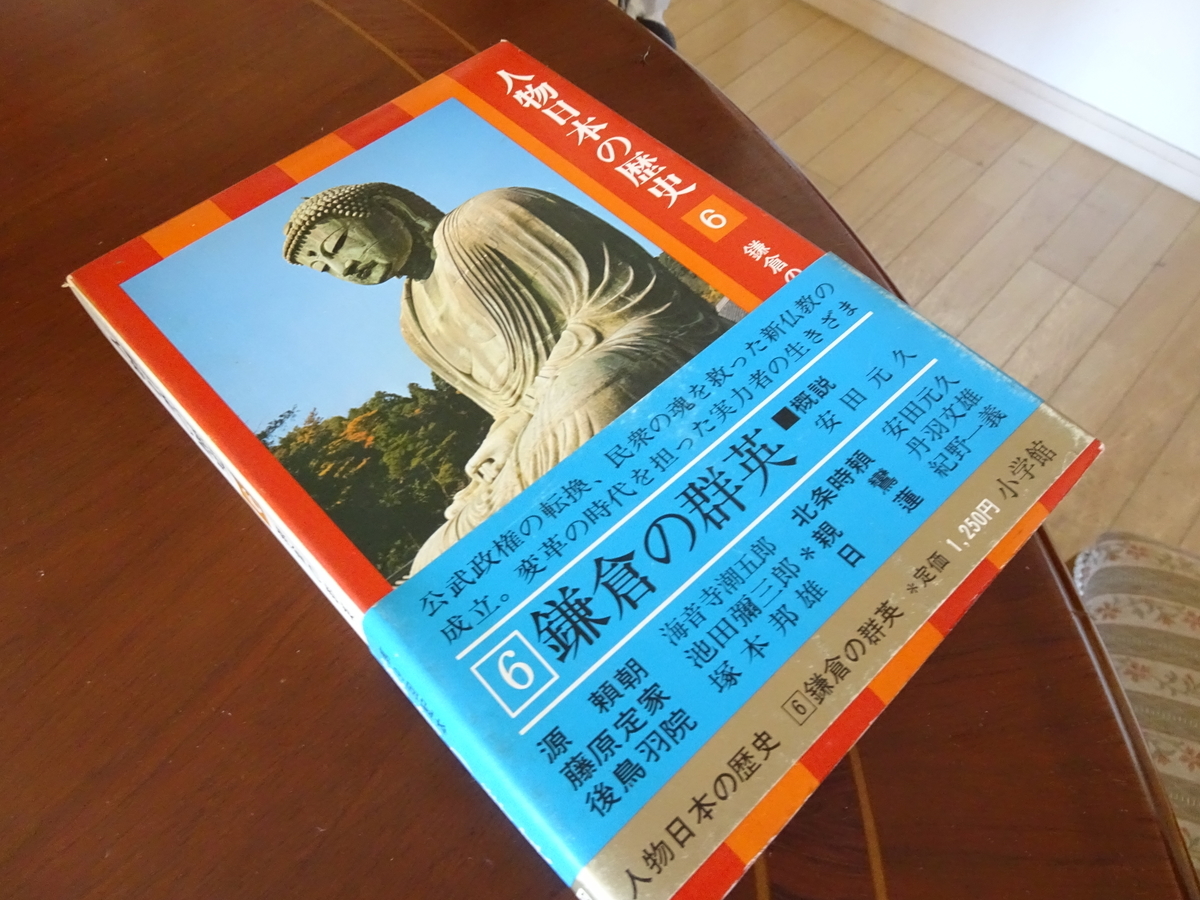 人物日本の歴史 6
鎌倉の
公武政権の転換、民衆の魂を救った新仏教の
成立。変革の時代を担った実力者の生きざま
6 鎌倉の群英 ■概説 安田元久
源 頼朝 海音寺潮五郎
藤原定家 池田彌三郎*
後鳥羽院 塚本邦雄
北条時頼 安田元久
親 鸞 丹羽文雄
日 蓮 紀野一義
人物日本の歴史 6 鎌倉の群英 *定価1,250円 小学館